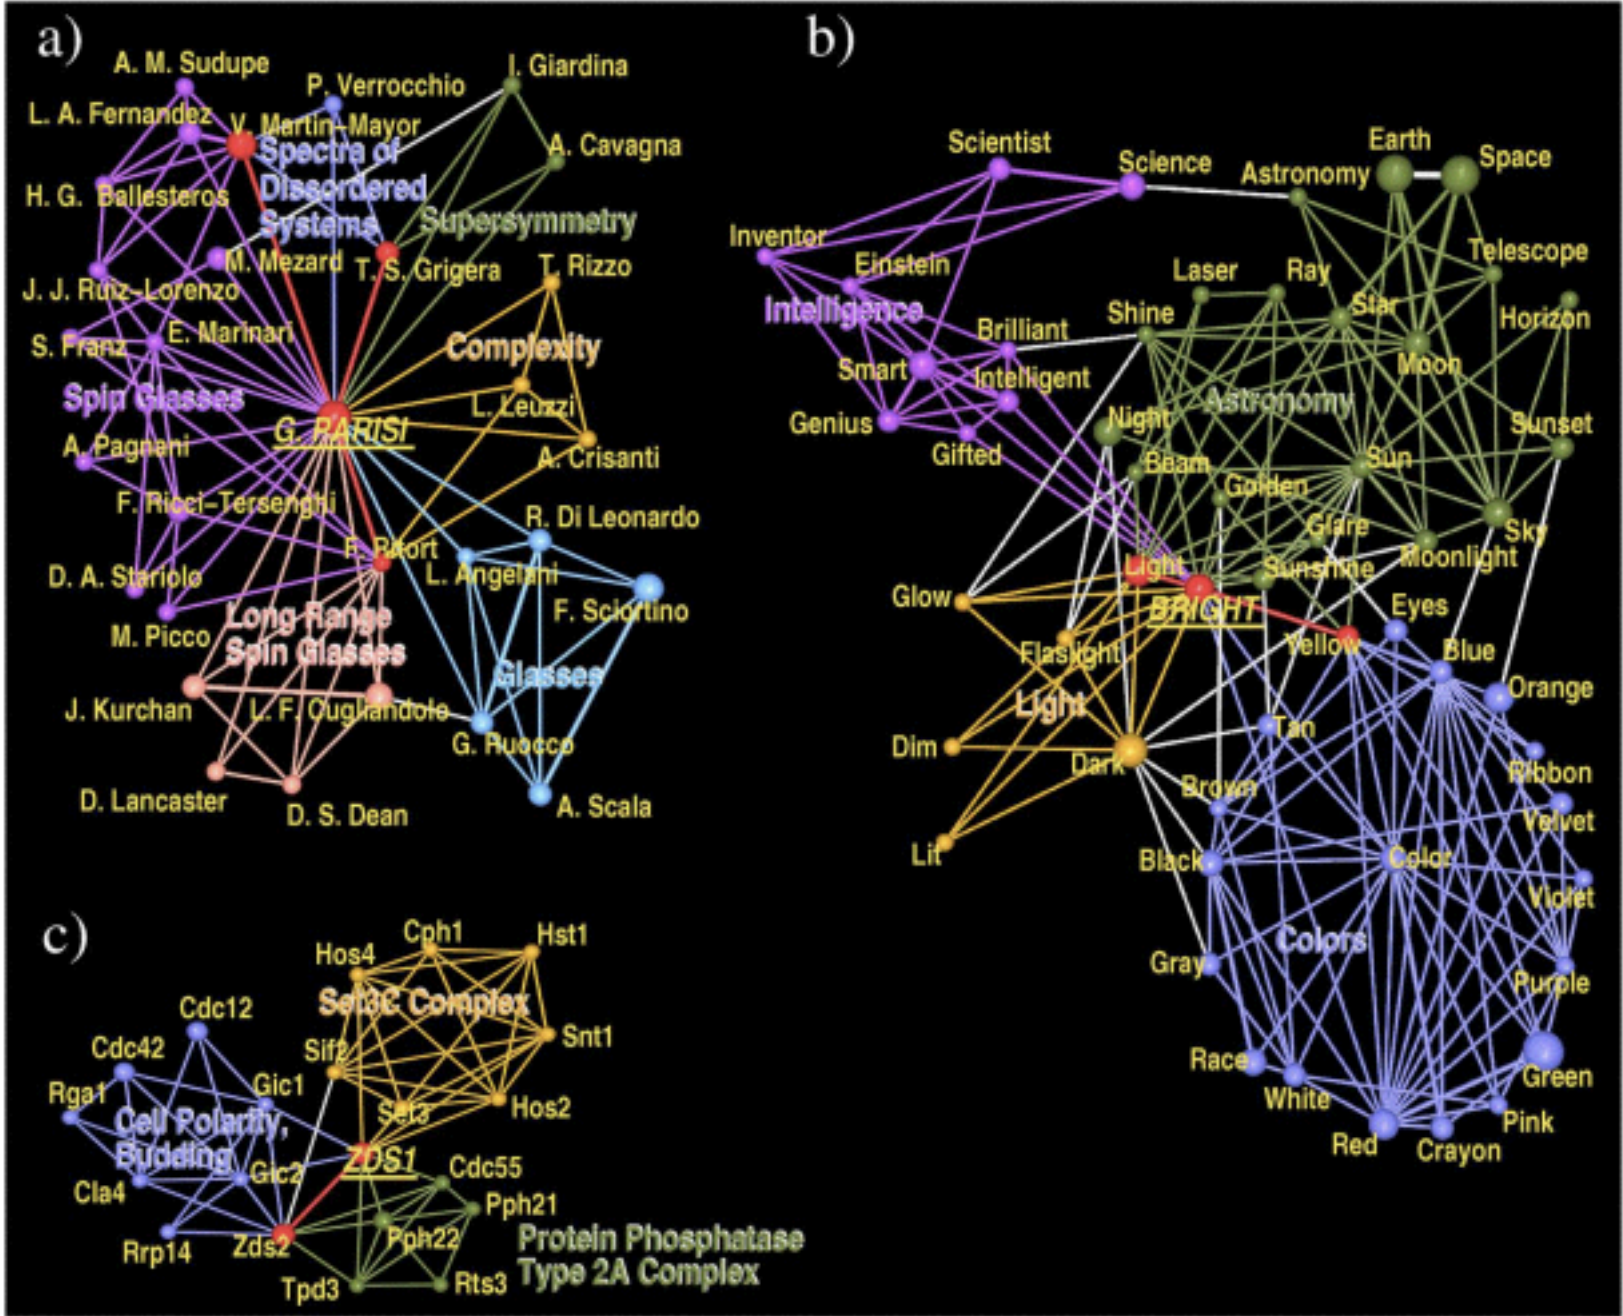 a)
A. M. Sudupe
P. Verrocchio
I. Giardina
L. A. Fernandez
V. Martin-Mayor
Spectra of
Dissordered
Systems
A. Cavagna
H. G. Ballesteros
Supersymmetry
M. Mezard
T. S. Grigera
T. Rizzo
J. J. Ruiz-Lorenzo
S. Franz
E. Marinari
Complexity
Spin Glasses
L. Leuzzi
G. PARISI
A. Pagnani
A. Crisanti
F. Ricci-Tersenghi
R. Di Leonardo
F. Ritort
L. Angelani
D. A. Stariolo
F. Sciortino
M. Picco
Long Range
Spin Glasses
Glasses
J. Kurchan
L. F. Cugliandolo
G. Ruocco
D. Lancaster
D. S. Dean
A. Scala
b)
Scientist
Science
Astronomy
Earth
Space
Inventor
Einstein
Telescope
Laser
Ray
Intelligence
Shine
Star
Horizon
Brilliant
Smart
Intelligent
Moon
Astronomy
Genius
Night
Sunset
Gifted
Beam
Sun
Golden
Glare
Sky
Light
Sunshine
Moonlight
Glow
BRIGHT
Eyes
Flaslight
Yellow
Blue
Light
Orange
Dim
Dark
Tan
Ribbon
Brown
Velvet
Lit
Black
Color
Violet
Colors
Gray
Purple
Race
Green
White
Pink
Red
Crayon
c)
Cph1
Hst1
Hos4
Set3C Complex
Cdc12
Snt1
Cdc42
Sif2
Rga1
Gic1
Set3
Hos2
Cell Polarity,
Budding
ZDS1
Cla4
Gic2
Cdc55
Pph21
Rrp14
Zds2
Pph22
Protein Phosphatase
Type 2A Complex
Tpd3
Rts3